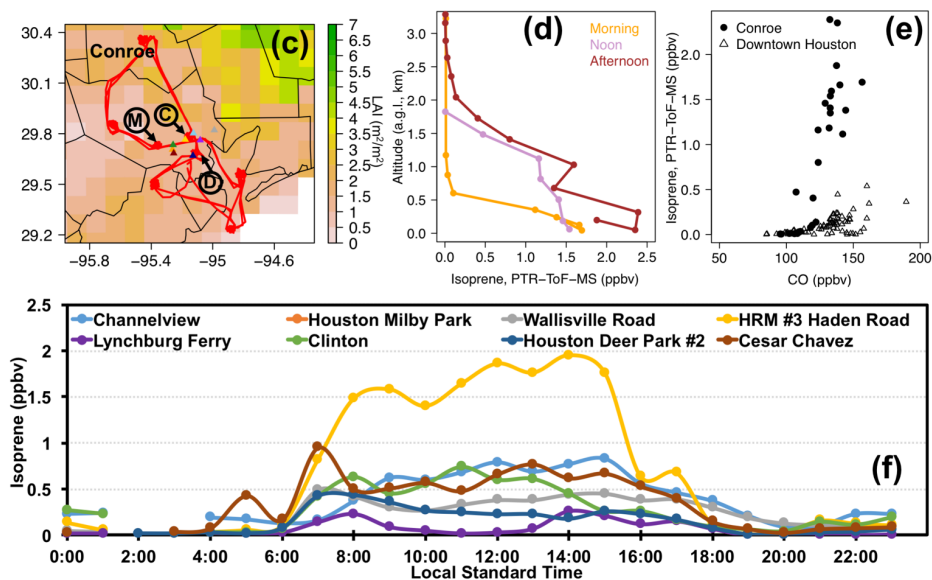 (c)
Conroe
M
C
D
30.4
30.1
29.8
29.5
29.2
−95.8
−95.4
−95
−94.6
7
6.5
6
5.5
5
4.5
4
3.5
3
2.5
2
1.5
1
0.5
0
LAI (m²/m²)
(d)
Morning
Noon
Afternoon
3.0
2.5
2.0
1.5
1.0
0.5
0.0
Altitude (a.g.l., km)
0.0
0.5
1.0
1.5
2.0
2.5
Isoprene, PTR−ToF−MS (ppbv)
(e)
Conroe
Downtown Houston
2.0
1.5
1.0
0.5
0.0
Isoprene, PTR−ToF−MS (ppbv)
50
100
150
200
CO (ppbv)
(f)
Channelview
Houston Milby Park
Wallisville Road
HRM #3 Haden Road
Lynchburg Ferry
Clinton
Houston Deer Park #2
Cesar Chavez
2.5
2
1.5
1
0.5
0
Isoprene (ppbv)
0:00
2:00
4:00
6:00
8:00
10:00
12:00
14:00
16:00
18:00
20:00
22:00
Local Standard Time